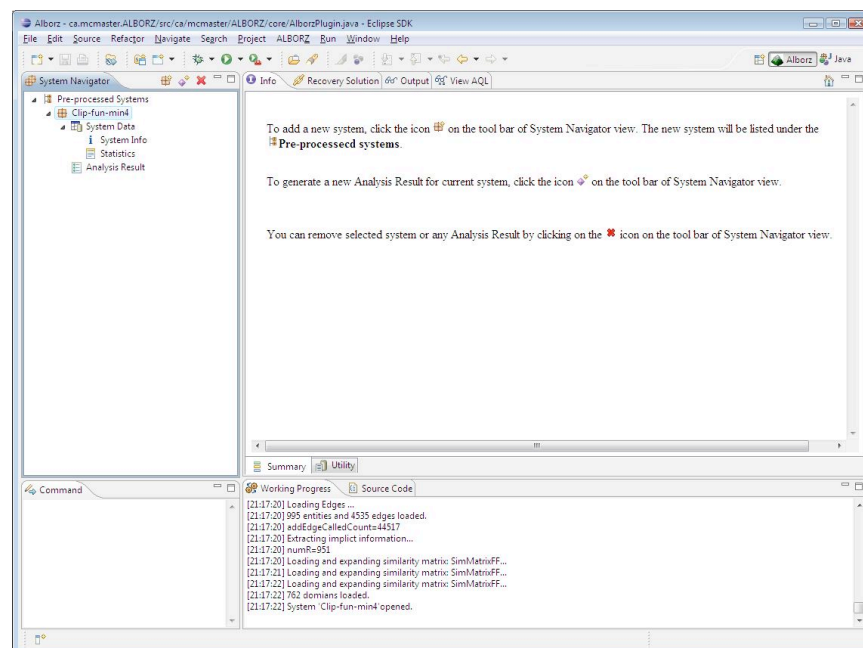 Alborz - ca.mcmaster.ALBORZ/src/ca/mcmaster/ALBORZ/core/AlborzPlugin.java - Eclipse SDK
File Edit Source Refactor Navigate Search Project ALBORZ Run Window Help
Alborz Java
System Navigator
Pre-processed Systems
Clip-fun-min4
System Data
System Info
Statistics
Analysis Result
Info Recovery Solution Output View AQL
To add a new system, click the icon on the tool bar of System Navigator view. The new system will be listed under the
Pre-processecd systems.
To generate a new Analysis Result for current system, click the icon on the tool bar of System Navigator view.
You can remove selected system or any Analysis Result by clicking on the icon on the tool bar of System Navigator view.
Summary Utility
Command
Working Progress Source Code
[21:17:20] Loading Edges ...
[21:17:20] 995 entities and 4535 edges loaded.
[21:17:20] addEdgeCalledCount=44517
[21:17:20] Extracting implict information...
[21:17:20] numR=951
[21:17:20] Loading and expanding similarity matrix: SimMatrixFF...
[21:17:21] Loading and expanding similarity matrix: SimMatrixFF...
[21:17:22] Loading and expanding similarity matrix: SimMatrixFF...
[21:17:22] 762 domians loaded.
[21:17:22] System 'Clip-fun-min4'opened.